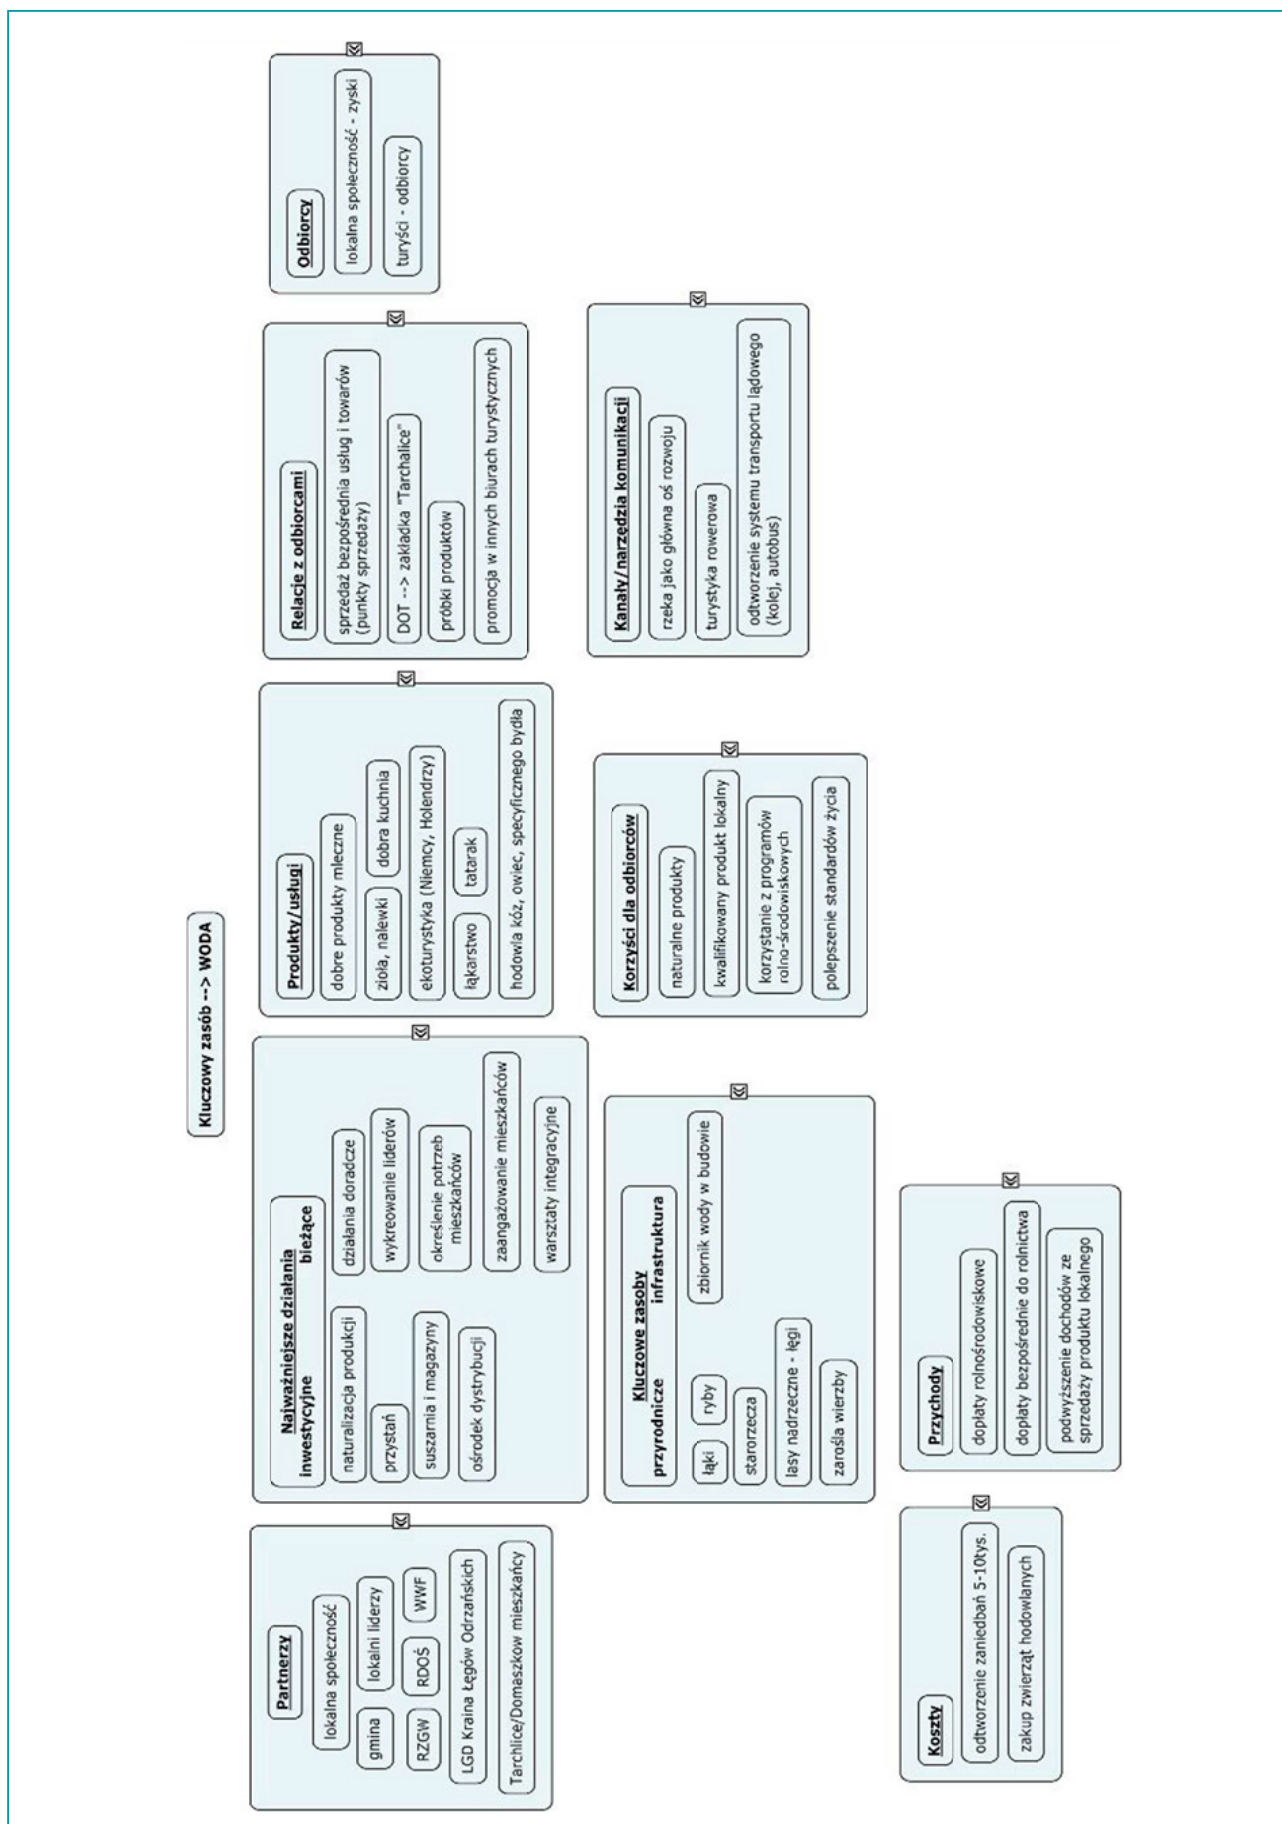 Kluczowy zasób --> WODA
Partnerzy
lokalna społeczność
gmina
lokalni liderzy
RZGW
RDOŚ
WWF
LGD Kraina Łęgów Odrzańskich
Tarchlice/Domaszkow mieszkańcy
Najważniejsze działania
inwestycyjne bieżące
naturalizacja produkcji
przystań
suszarnia i magazyny
ośrodek dystrybucji
działania doradcze
wykreowanie liderów
określenie potrzeb
mieszkańców
zaangażowanie mieszkańców
warsztaty integracyjne
Produkty/usługi
dobre produkty mleczne
zioła, nalewki
dobra kuchnia
ekoturystyka (Niemcy, Holendrzy)
łąkarstwo
tatarak
hodowla kóz, owiec, specyficznego bydła
Relacje z odbiorcami
sprzedaż bezpośrednia usług i towarów
(punkty sprzedaży)
DOT --> zakładka "Tarchalice"
próbki produktów
promocja w innych biurach turystycznych
Odbiorcy
lokalna społeczność - zyski
turyści - odbiorcy
Kluczowe zasoby
przyrodnicze infrastruktura
łąki
ryby
starorzecza
lasy nadrzeczne - łęgi
zarośla wierzby
zbiornik wody w budowie
Korzyści dla odbiorców
naturalne produkty
kwalifikowany produkt lokalny
korzystanie z programów
rolno-środowiskowych
polepszenie standardów życia
Kanały/narzędzia komunikacji
rzeka jako główna oś rozwoju
turystyka rowerowa
odtworzenie systemu transportu lądowego
(kolej, autobus)
Koszty
odtworzenie zaniedbań 5-10tys.
zakup zwierząt hodowlanych
Przychody
dopłaty rolnośrodowiskowe
dopłaty bezpośrednie do rolnictwa
podwyższenie dochodów ze
sprzedaży produktu lokalnego